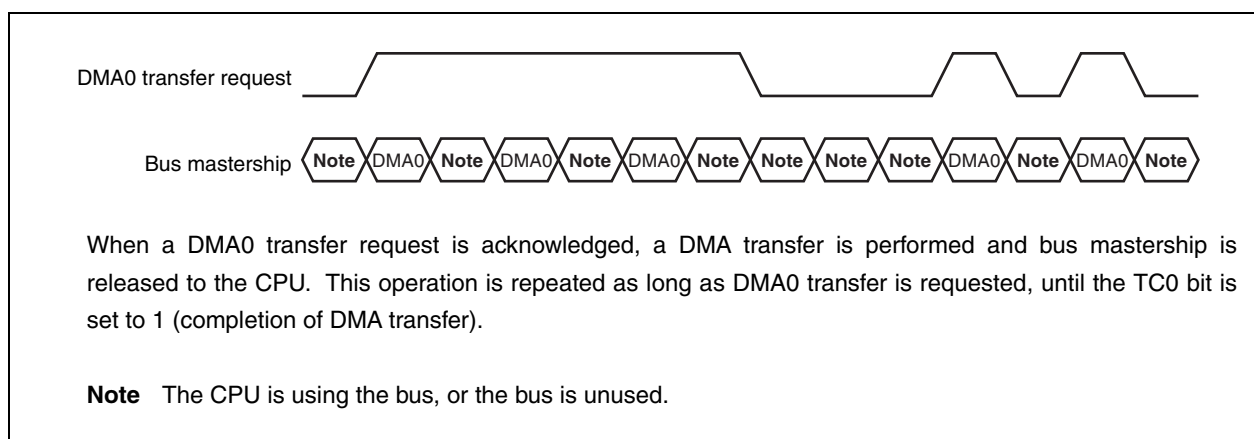 DMA0 transfer request
Bus mastership Note DMA0 Note DMA0 Note DMA0 Note Note Note Note DMA0 Note DMA0 Note
When a DMA0 transfer request is acknowledged, a DMA transfer is performed and bus mastership is
released to the CPU. This operation is repeated as long as DMA0 transfer is requested, until the TC0 bit is
set to 1 (completion of DMA transfer).
Note The CPU is using the bus, or the bus is unused.